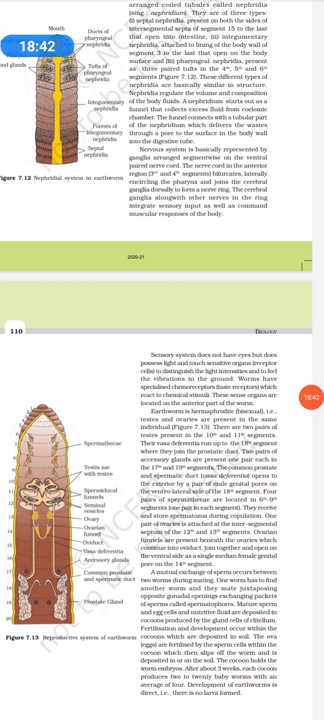 arranged coiled tubules called nephridia
(sing.: nephridium). They are of three types:
(i) septal nephridia, present on both the sides
of intersegmental septa of segment 15 to the last
that open into intestine, (ii) integumentary
nephridia, attached to lining of the body wall of
segment 3 to the last that open on the body
surface and (iii) pharyngeal nephridia, present
as three paired tufts in the 4th, 5th and 6th
segments (Figure 7.12). These different types of
nephridia are basically similar in structure.
Nephridia regulate the volume and composition
of the body fluids. A nephridium starts out as a
funnel that collects excess fluid from coelomic
chamber. The funnel connects with a tubular part
of the nephridium which delivers the wastes
through a pore to the surface in the body wall
into the digestive tube.
Nervous system is basically represented by
ganglia arranged segmentwise on the ventral
paired nerve cord. The nerve cord in the anterior
region (3rd and 4th segments) bifurcates, laterally
encircling the pharynx and joins the cerebral
ganglia dorsally to form a nerve ring. The cerebral
ganglia alongwith other nerves in the ring
integrate sensory input as well as command
muscular responses of the body.
Mouth
18:42
Ducts of
pharyngeal
nephridia
ood glands
Tufts of
pharyngeal
nephridia
Integumentary
nephridia
Forests of
integumentary
nephridia
Septal
nephridia
igure 7.12 Nephridial system in earthworm
2020-21
110
BIOLOGY
Sensory system does not have eyes but does
possess light and touch sensitive organs (receptor
cells) to distinguish the light intensities and to feel
the vibrations in the ground. Worms have
specialised chemoreceptors (taste receptors) which
react to chemical stimuli. These sense organs are
located on the anterior part of the worm.
Earthworm is hermaphrodite (bisexual), i.e.,
testes and ovaries are present in the same
individual (Figure 7.13). There are two pairs of
testes present in the 10th and 11th segments.
Their vasa deferentia run up to the 18th segment
where they join the prostatic duct. Two pairs of
accessory glands are present one pair each in
the 17th and 19th segments. The common prostate
and spermatic duct (vasa deferens) opens to
the exterior by a pair of male genital pores on
the ventro-lateral side of the 18th segment. Four
pairs of spermathecae are located in 6th-9th
segments (one pair in each segment). They receive
and store spermatozoa during copulation. One
pair of ovaries is attached at the inter-segmental
septum of the 12th and 13th segments. Ovarian
funnels are present beneath the ovaries which
continue into oviduct, join together and open on
the ventral side as a single median female genital
pore on the 14th segment.
A mutual exchange of sperm occurs between
two worms during mating. One worm has to find
another worm and they mate juxtaposing
opposite gonadal openings exchanging packets
of sperms called spermatophores. Mature sperm
and egg cells and nutritive fluid are deposited in
cocoons produced by the gland cells of clitellum.
Fertilisation and development occur within the
cocoons which are deposited in soil. The ova
(eggs) are fertilised by the sperm cells within the
cocoon which then slips off the worm and is
deposited in or on the soil. The cocoon holds the
worm embryos. After about 3 weeks, each cocoon
produces two to twenty baby worms with an
average of four. Development of earthworms is
direct, i.e., there is no larva formed.
18:42
Spermathecae
Testis sac
with testes
Spermiducal
funnels
Seminal
vesicles
Ovary
Ovarian
funnel
Oviduct
Vasa deferentia
Accessory glands
Common prostate
and spermatic duct
Prostate Gland
Figure 7.13 Reproductive system of earthworm